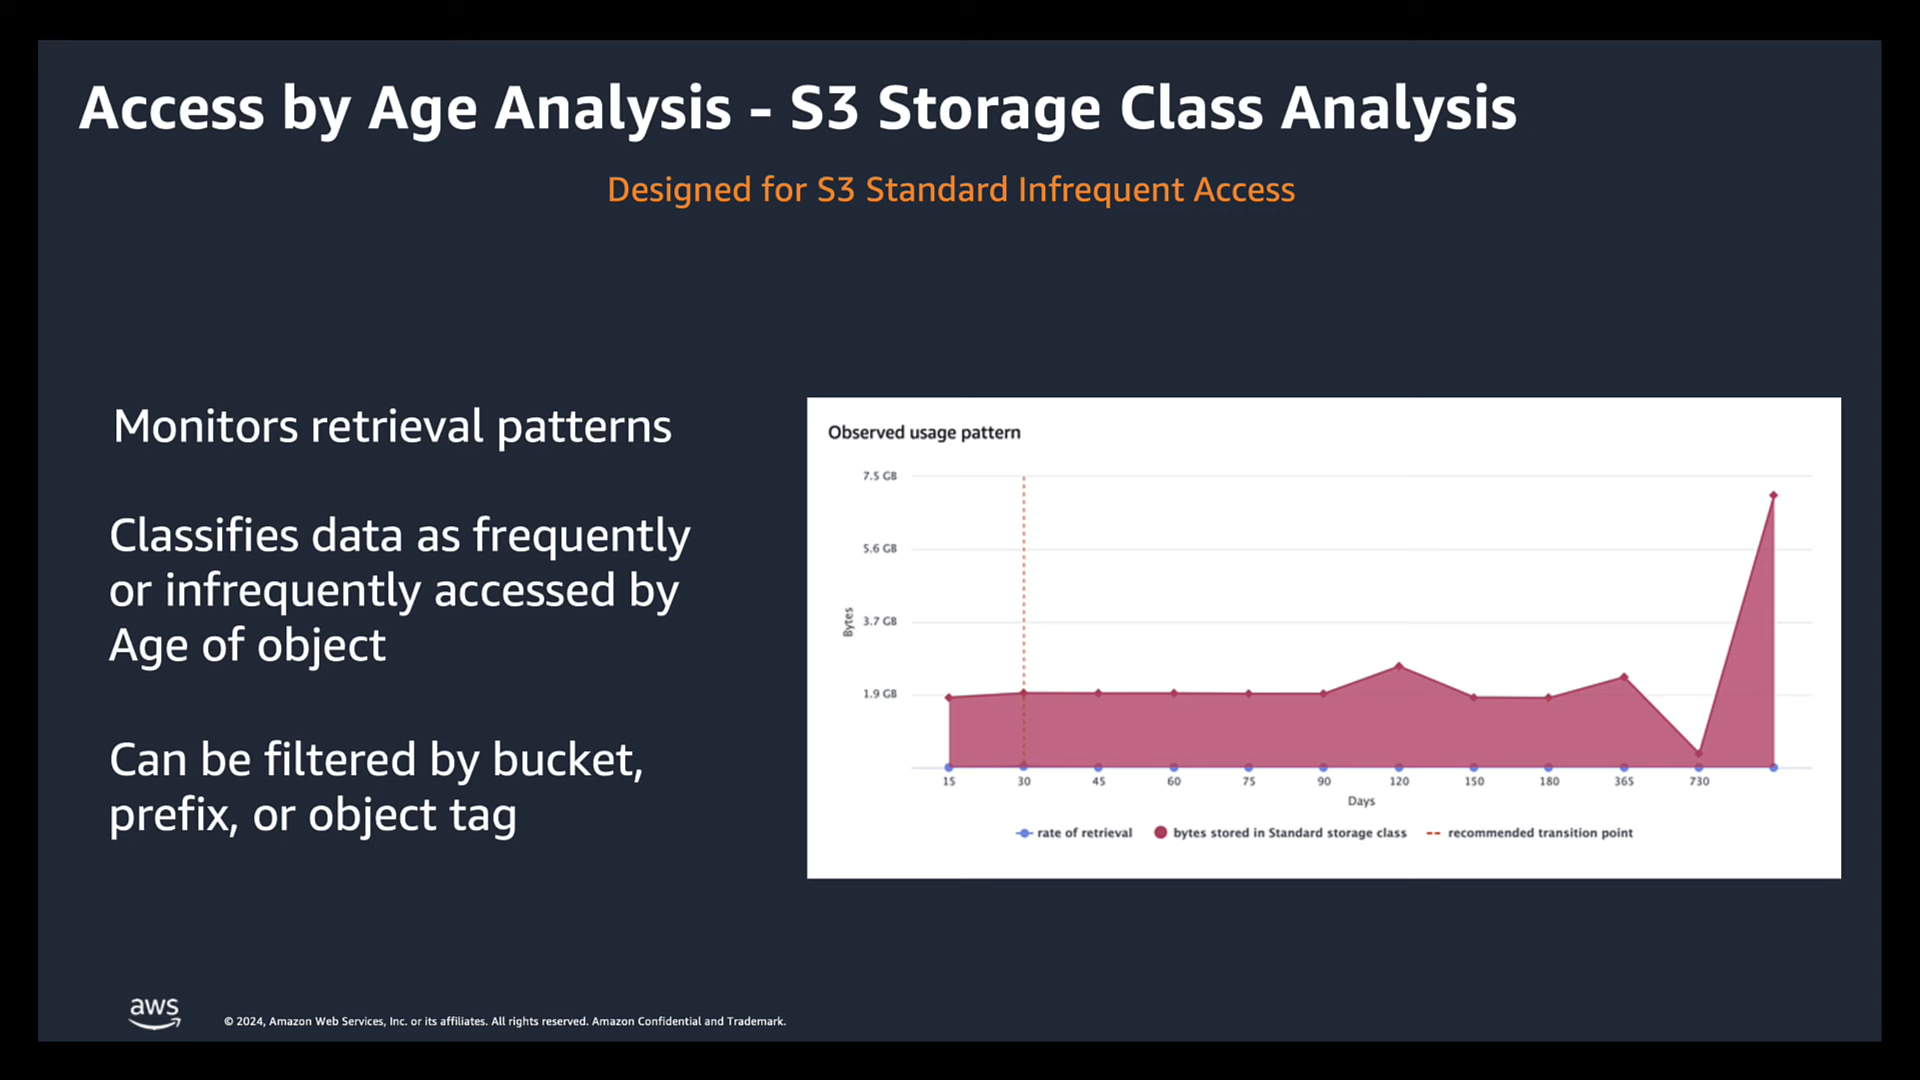 Access by Age Analysis - S3 Storage Class Analysis
Designed for S3 Standard Infrequent Access
Monitors retrieval patterns
Classifies data as frequently
or infrequently accessed by
Age of object
Can be filtered by bucket,
prefix, or object tag
Observed usage pattern
7.5 GB
5.6 GB
3.7 GB
1.9 GB
Bytes
15 30 45 60 75 90 120 150 180 365 730
Days
rate of retrieval bytes stored in Standard storage class recommended transition point
aws
© 2024, Amazon Web Services, Inc. or its affiliates. All rights reserved. Amazon Confidential and Trademark.